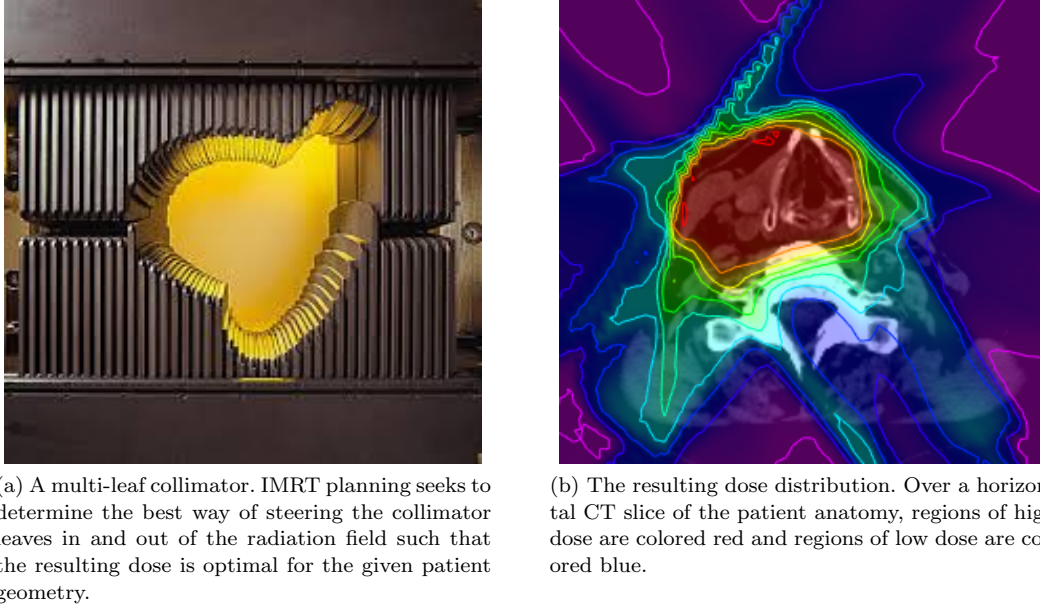 (a) A multi-leaf collimator. IMRT planning seeks to
determine the best way of steering the collimator
leaves in and out of the radiation field such that
the resulting dose is optimal for the given patient
geometry.
(b) The resulting dose distribution. Over a horizon
tal CT slice of the patient anatomy, regions of hig
dose are colored red and regions of low dose are co
ored blue.